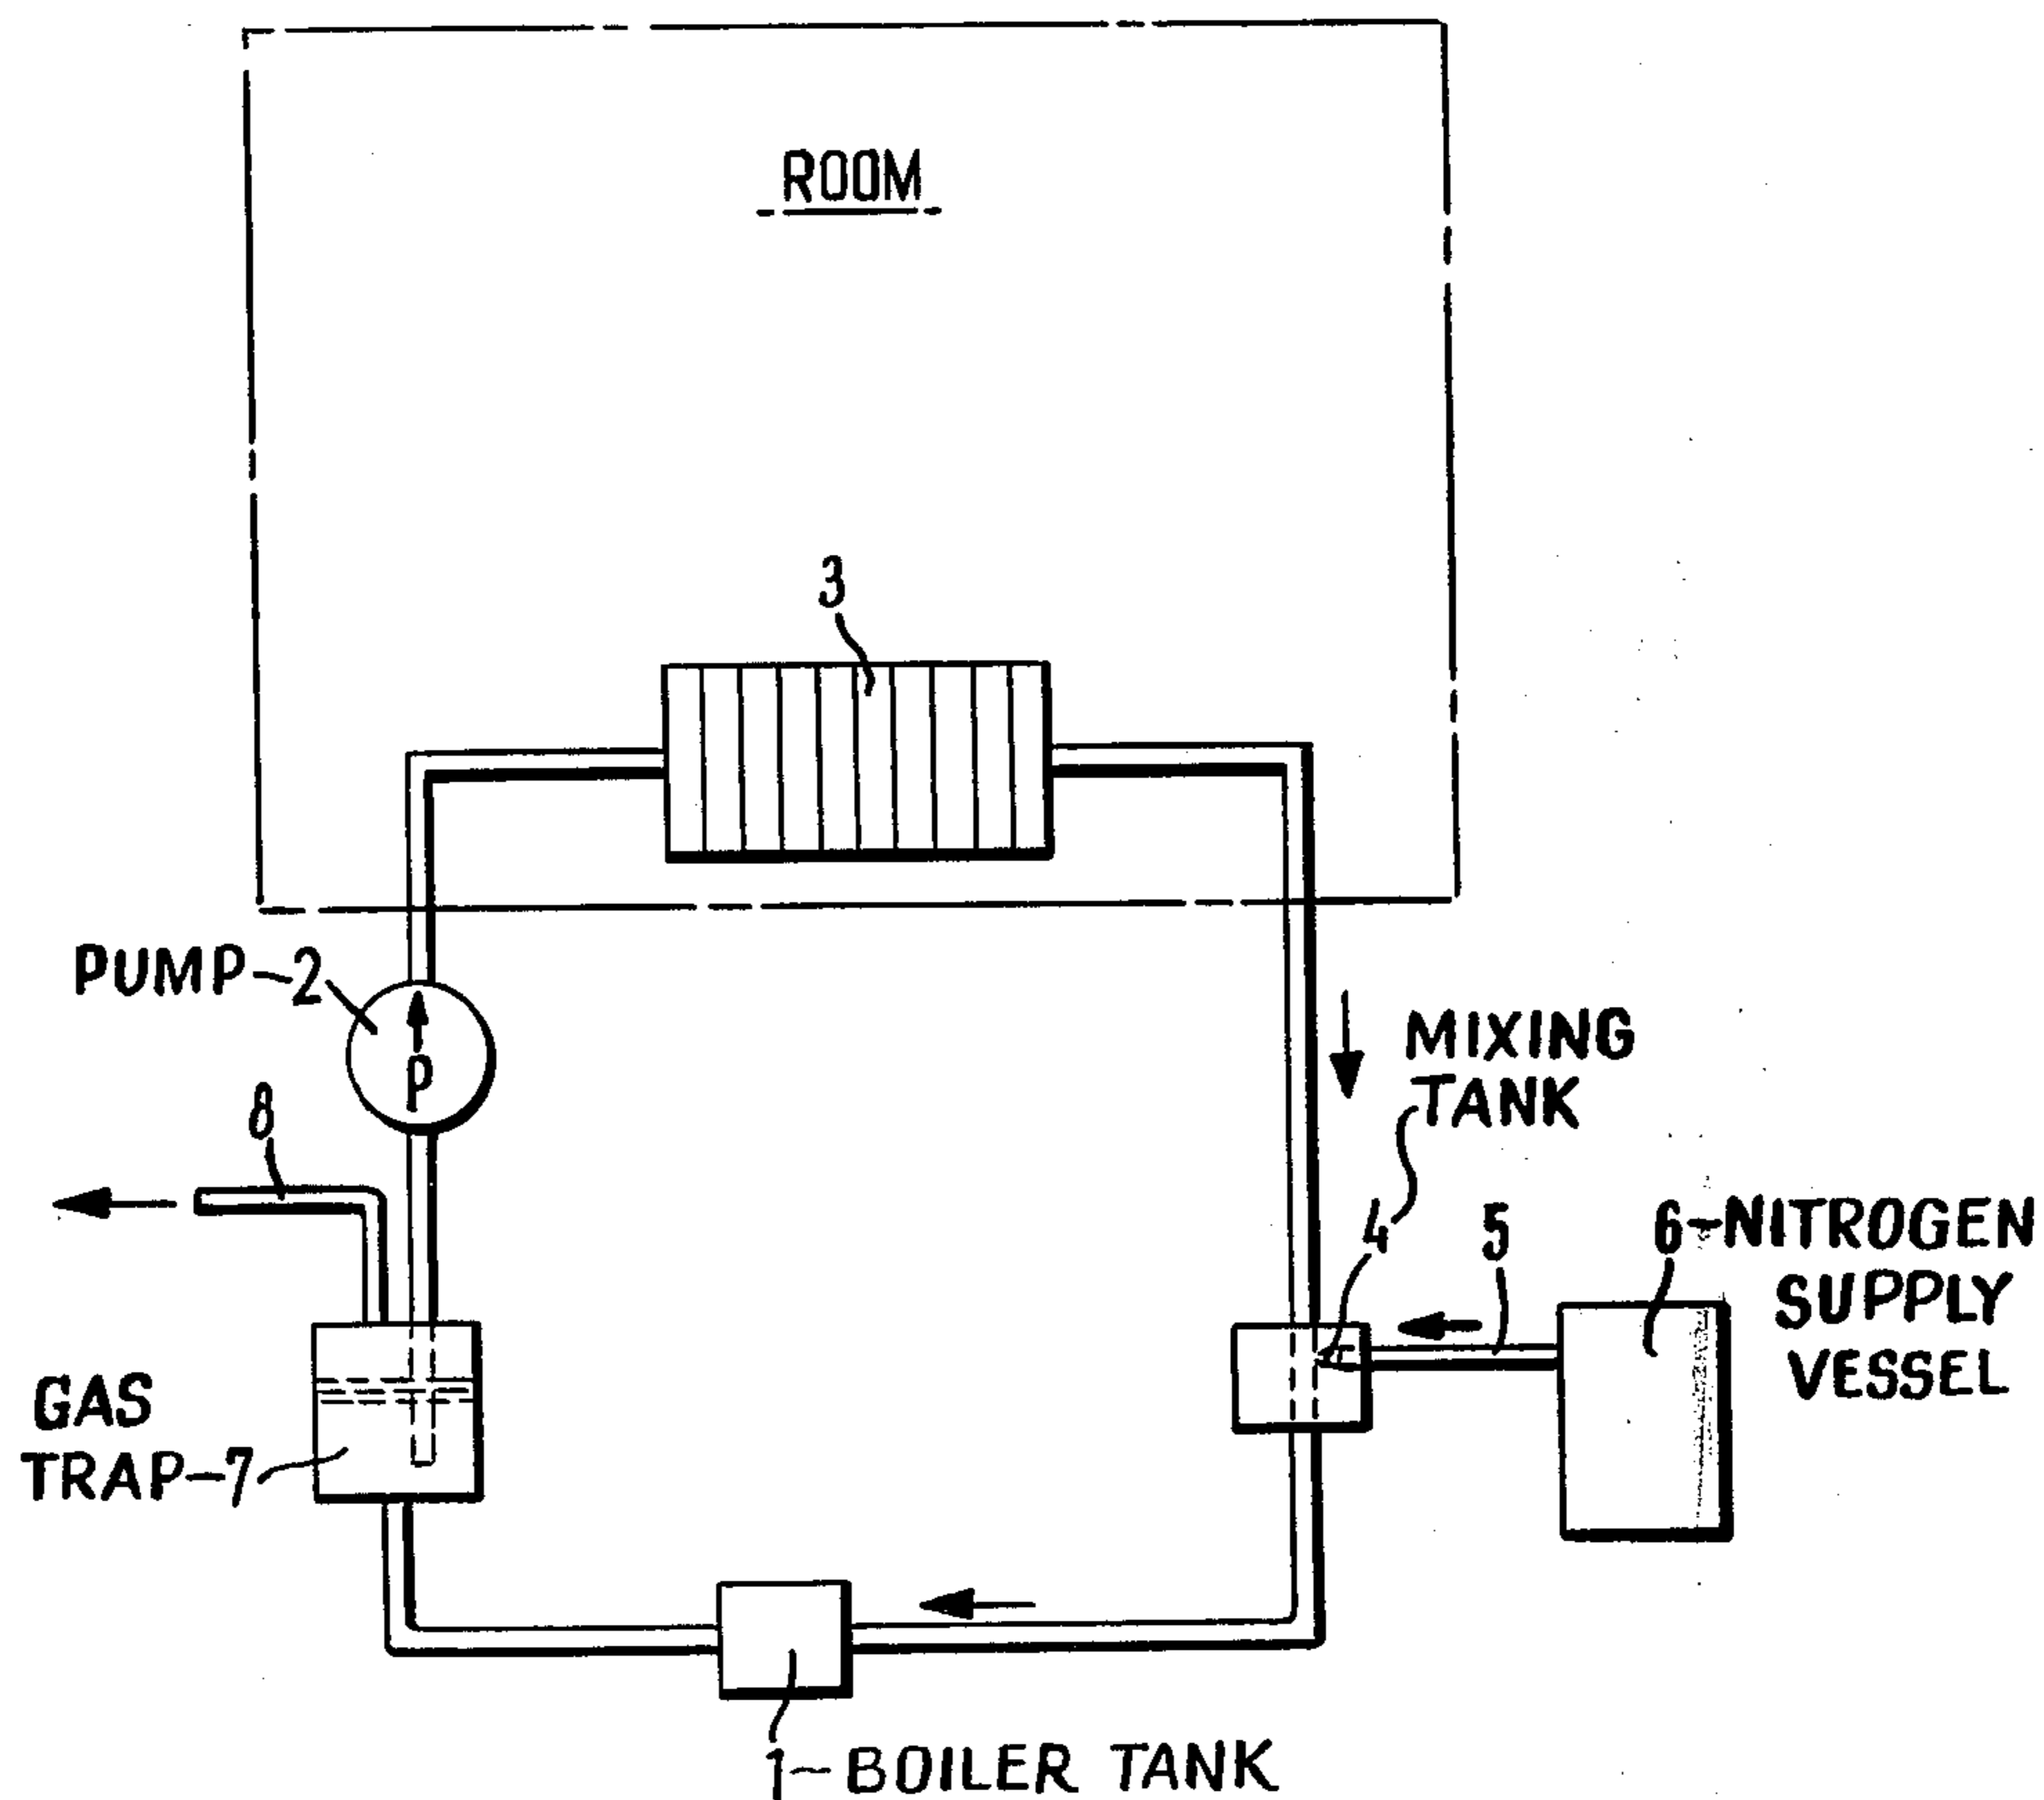 ROOM
3
PUMP-2
P
8
MIXING
TANK
4
5
6-NITROGEN
SUPPLY
VESSEL
GAS
TRAP-7
1-BOILER TANK